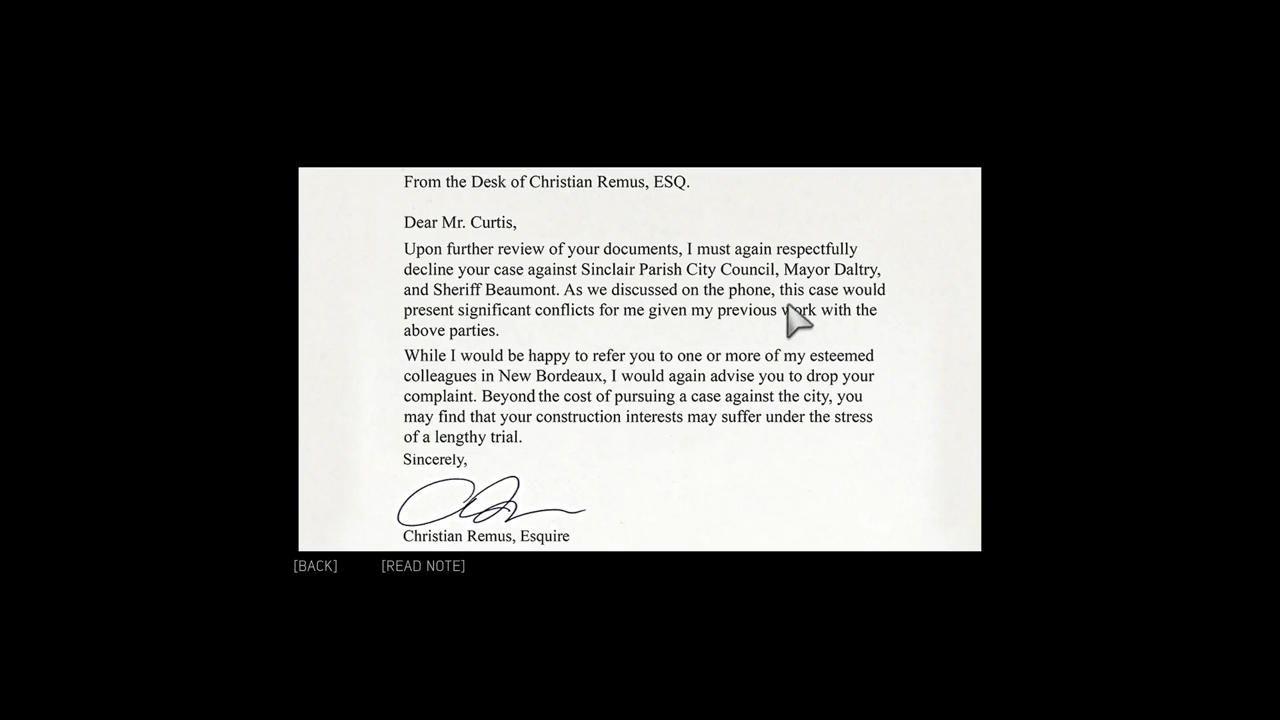 From the Desk of Christian Remus, ESQ.
Dear Mr. Curtis,
Upon further review of your documents, I must again respectfully
decline your case against Sinclair Parish City Council, Mayor Daltry,
and Sheriff Beaumont. As we discussed on the phone, this case would
present significant conflicts for me given my previous work with the
above parties.
While I would be happy to refer you to one or more of my esteemed
colleagues in New Bordeaux, I would again advise you to drop your
complaint. Beyond the cost of pursuing a case against the city, you
may find that your construction interests may suffer under the stress
of a lengthy trial.
Sincerely,
Christian Remus, Esquire
[BACK] [READ NOTE]